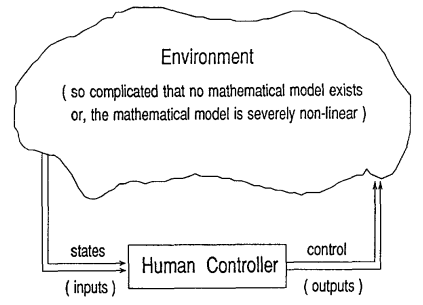 Environment
( so complicated that no mathematical model exists
or, the mathematical model is severely non-linear )
states
( inputs )
Human Controller
control
( outputs )